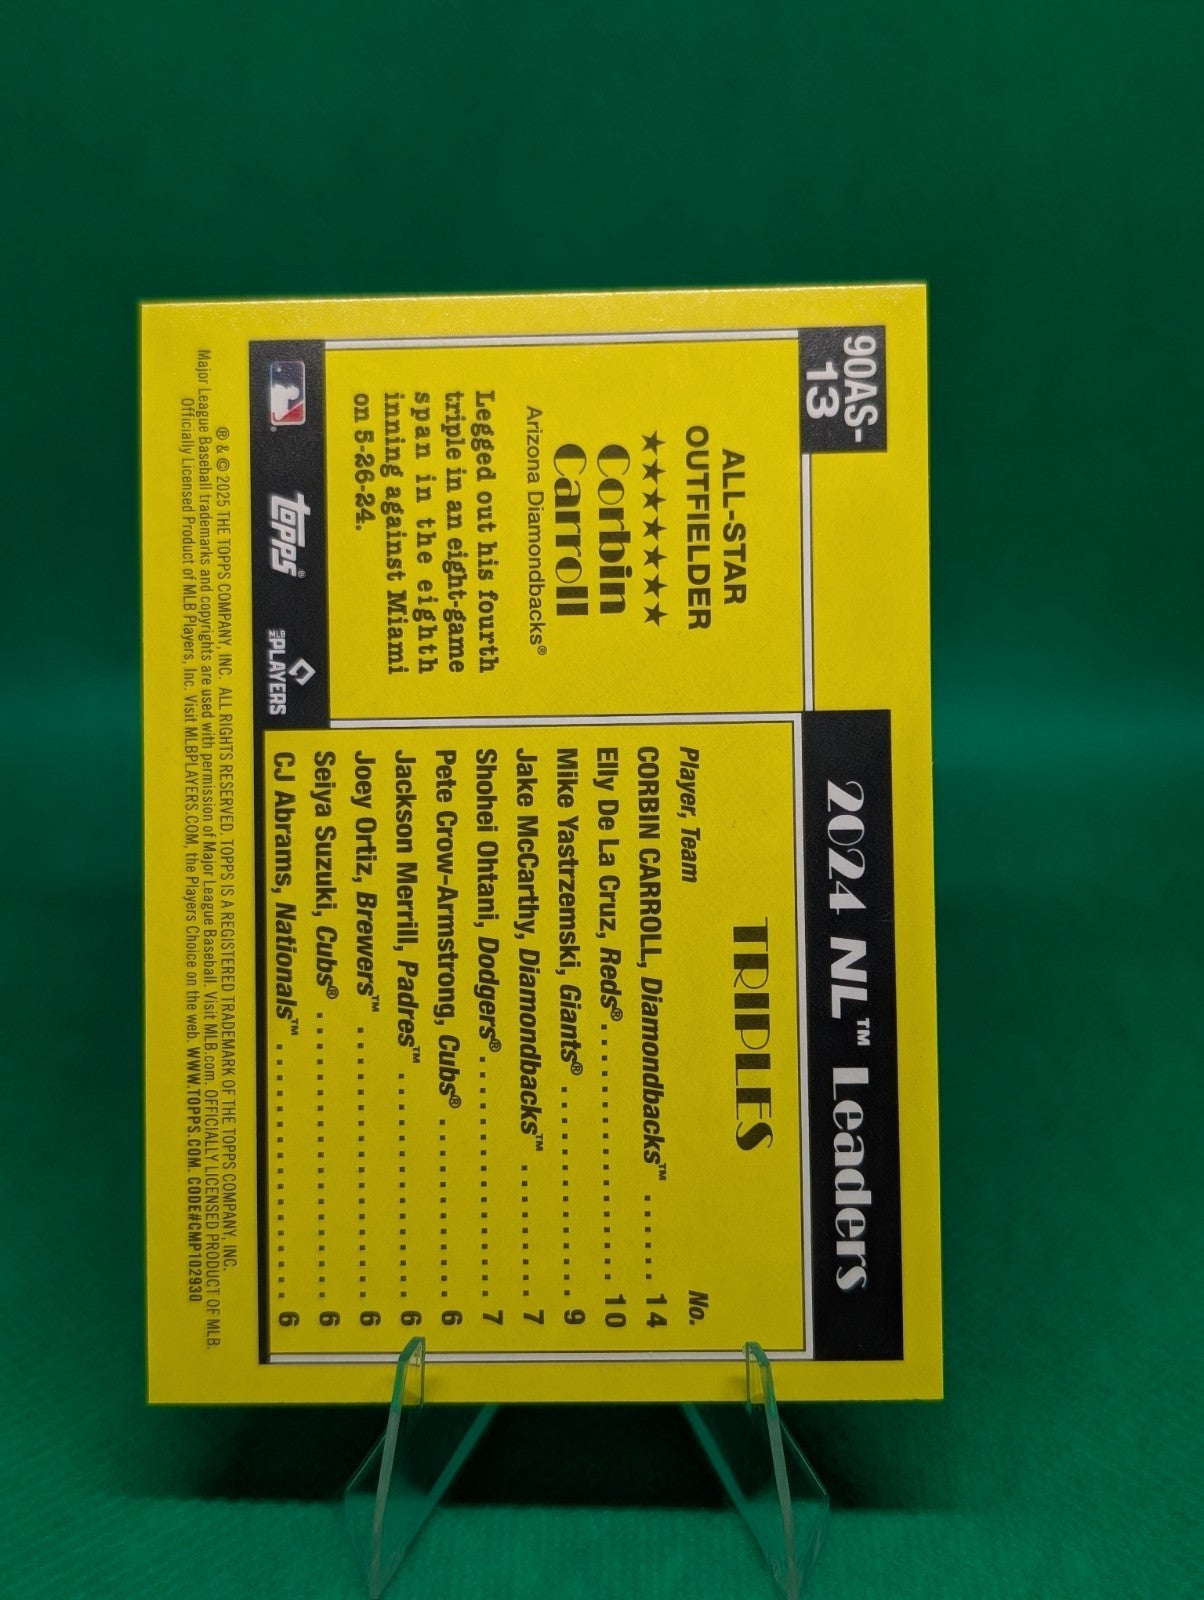 90AS-
13
ALL-STAR
OUTFIELDER
★★★★★★★
Corbin
Carroll
Arizona Diamondbacks®
Legged out his fourth
triple in an eight-game
span in the eighth
inning against Miami
on 5-26-24.
topps®
MLB PLAYERS
2024 NL™ Leaders
TRIPLES
Player, Team No.
CORBIN CARROLL, Diamondbacks™ ...... 14
Elly De La Cruz, Reds® ................ 10
Mike Yastrzemski, Giants® ............. 9
Jake McCarthy, Diamondbacks™ ........ 7
Shohei Ohtani, Dodgers® .............. 7
Pete Crow-Armstrong, Cubs® .......... 6
Jackson Merrill, Padres™ .............. 6
Joey Ortiz, Brewers™ ................. 6
Seiya Suzuki, Cubs® .................. 6
CJ Abrams, Nationals™ ................ 6
® & © 2025 THE TOPPS COMPANY, INC. ALL RIGHTS RESERVED. TOPPS IS A REGISTERED TRADEMARK OF THE TOPPS COMPANY, INC.
Major League Baseball trademarks and copyrights are used with permission of Major League Baseball. Visit MLB.com. OFFICIALLY LICENSED PRODUCT OF MLB.
Officially Licensed Product of MLB Players, Inc. Visit MLBPLAYERS.COM, the Players Choice on the web. WWW.TOPPS.COM. CODE#CMP102930